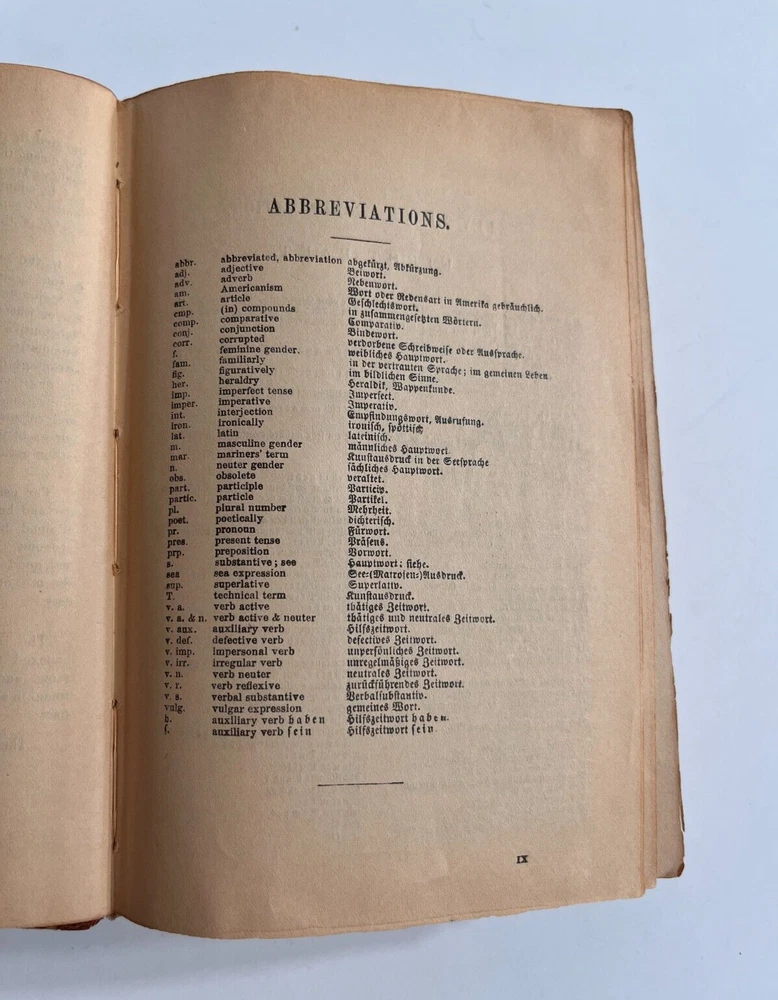 ABBREVIATIONS.
abbr. abbreviated, abbreviation abgekürzt, Abkürzung.
adj. adjective Beiwort.
adv. adverb Nebenwort.
am. Americanism Wort oder Redensart in Amerika gebräuchlich.
art. article Geschlechtswort.
cmp. (in) compounds in zusammengesetzten Wörtern.
comp. comparative Comparativ.
conj. conjunction Bindewort.
corr. corrupted verdorbene Schreibweise oder Aussprache.
f. feminine gender. weibliches Hauptwort.
fam. familiarly in der vertrauten Sprache; im gemeinen Leben
fig. figuratively im bildlichen Sinne.
her. heraldry Heraldik, Wappenkunde.
imp. imperfect tense Imperfect.
imper. imperative Imperativ.
int. interjection Empfindungswort, Ausrufung.
iron. ironically ironisch, spöttisch
lat. latin lateinisch.
m. masculine gender männliches Hauptwort
mar. mariners' term Kunstausdruck in der Seesprache
n. neuter gender sächliches Hauptwort.
obs. obsolete veraltet.
part. participle Particip.
partic. particle Partikel.
pl. plural number Mehrheit.
poet. poetically dichterisch.
pr. pronoun Fürwort.
pres. present tense Präsens.
prp. preposition Vorwort.
s. substantive; see Hauptwort; siehe.
sea sea expression See=(Matrosen=)Ausdruck.
sup. superlative Superlativ.
T. technical term Kunstausdruck.
v. a. verb active thätiges Zeitwort.
v. a. & n. verb active & neuter thätiges und neutrales Zeitwort.
v. aux. auxiliary verb Hilfszeitwort.
v. def. defective verb defectives Zeitwort.
v. imp. impersonal verb unpersönliches Zeitwort.
v. irr. irregular verb unregelmäßiges Zeitwort.
v. n. verb neuter neutrales Zeitwort.
v. r. verb reflexive zurückführendes Zeitwort.
v. s. verbal substantive Verbalsubstantiv.
vulg. vulgar expression gemeines Wort.
h. auxiliary verb haben Hilfszeitwort haben.
s. auxiliary verb sein Hilfszeitwort sein.
IX